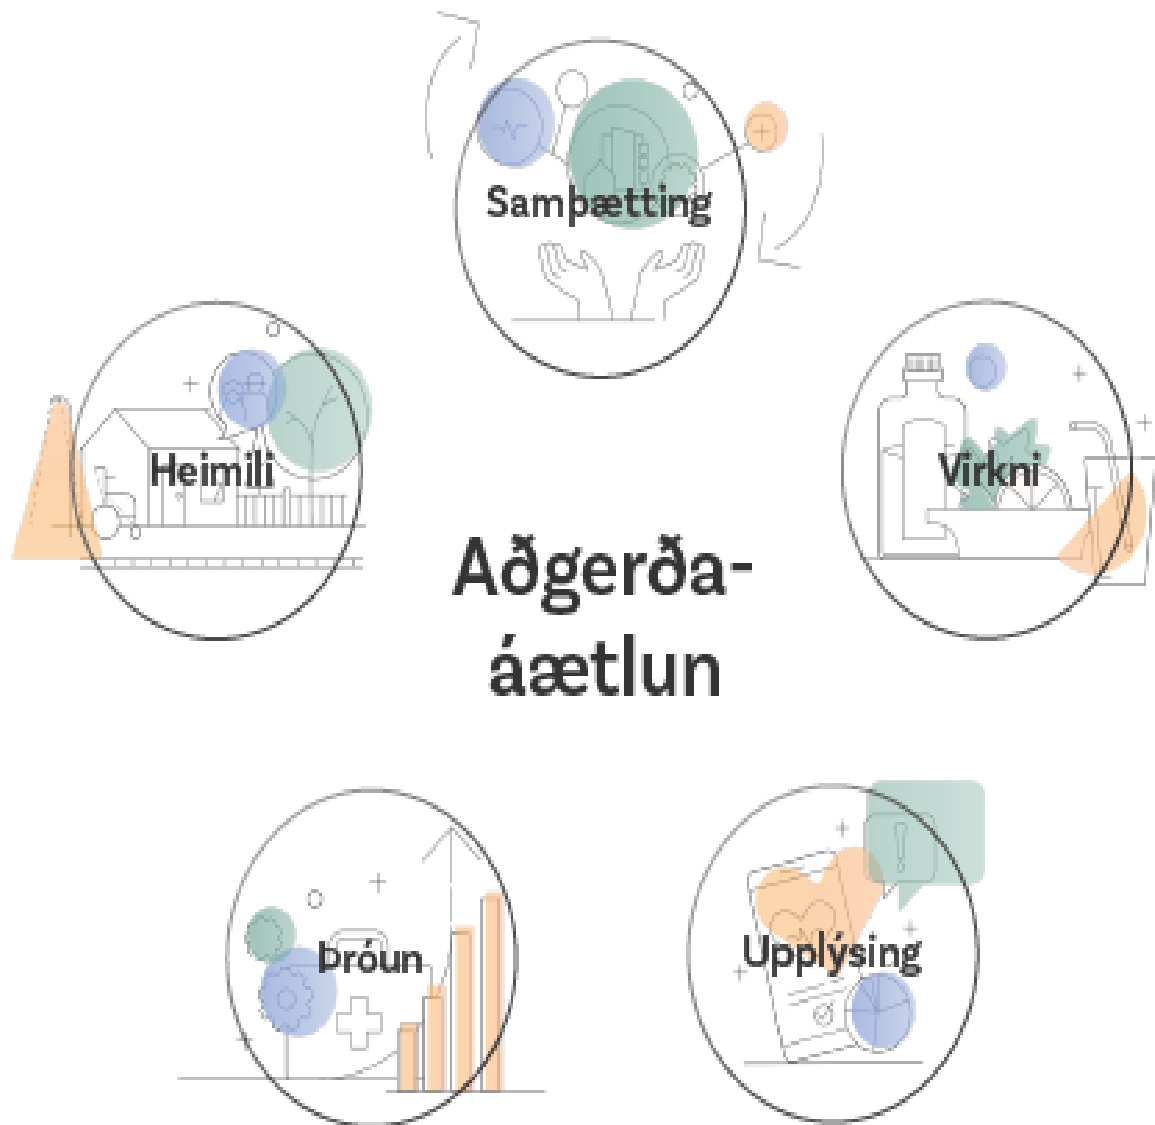 Samþætting
Heimili
Virkni
Aðgerða-
áætlun
Þróun
Upplýsing